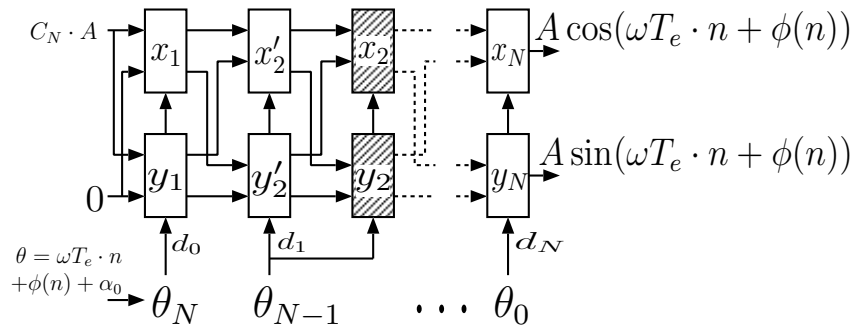 C_N · A
x_1
x'_2
x_2
x_N
A cos(ωT_e · n + ϕ(n))
0
y_1
y'_2
y_2
y_N
A sin(ωT_e · n + ϕ(n))
d_0
d_1
d_N
θ = ωT_e · n
+ϕ(n) + α_0
θ_N
θ_{N−1}
· · ·
θ_0